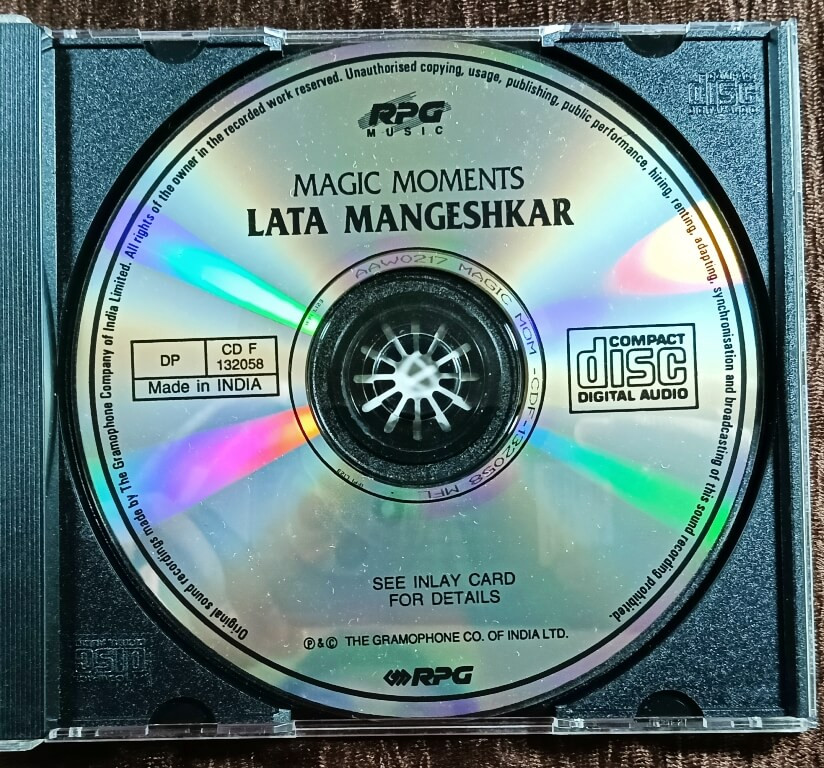 Original sound recordings made by The Gramophone Company of India Limited. All rights of the owner in the recorded work reserved. Unauthorised copying, usage, publishing, public performance, hiring, renting, adapting, synchronisation and broadcasting of this sound recording prohibited.
RPG
MUSIC
MAGIC MOMENTS
LATA MANGESHKAR
AAW0217 MAGIC MOM -CDF-132058 MFL
DP
CD F
132058
Made in INDIA
COMPACT
disc
DIGITAL AUDIO
SEE INLAY CARD
FOR DETAILS
℗ & © THE GRAMOPHONE CO. OF INDIA LTD.
RPG
COMPACT
disc
disc